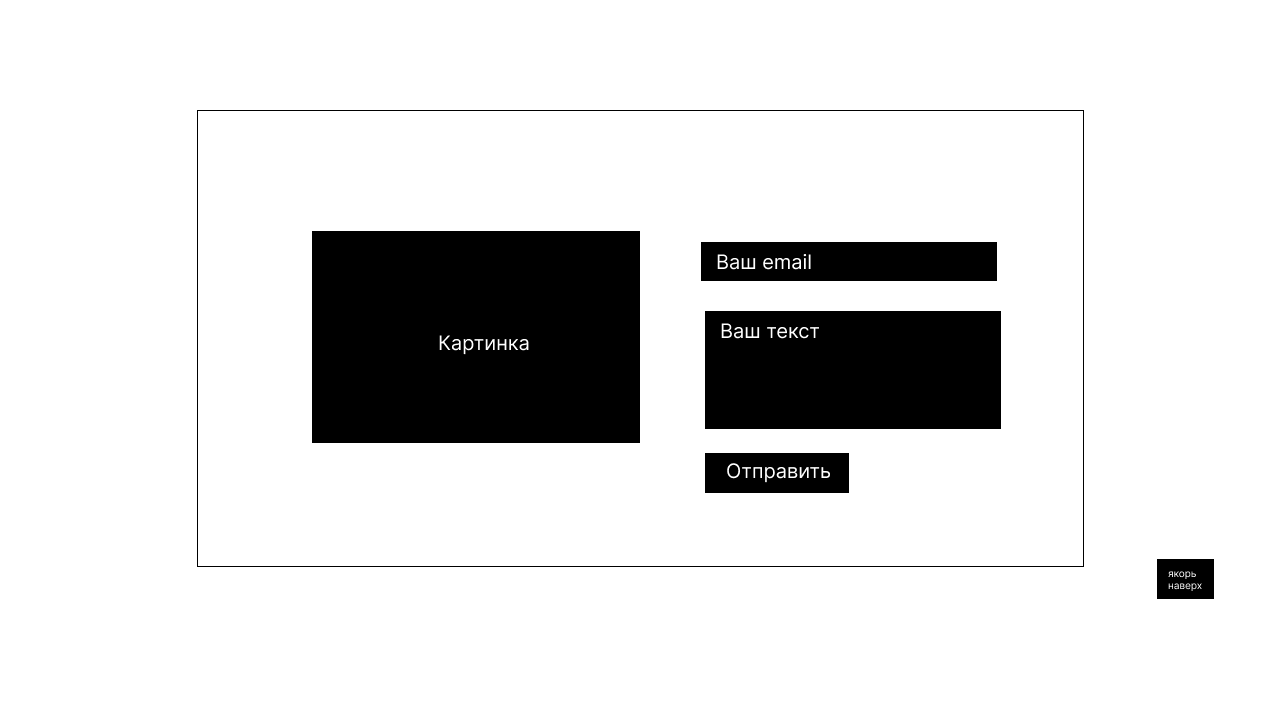 Картинка
Ваш email
Ваш текст
Отправить
якорь
наверх